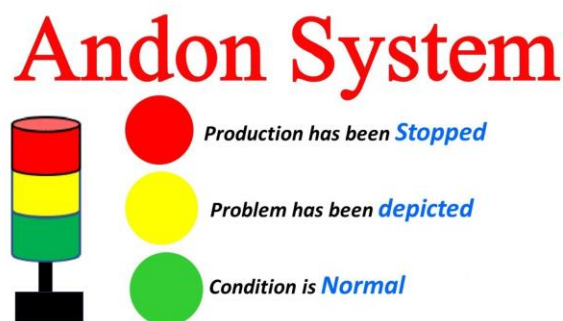 Andon System
Production has been Stopped
Problem has been depicted
Condition is Normal